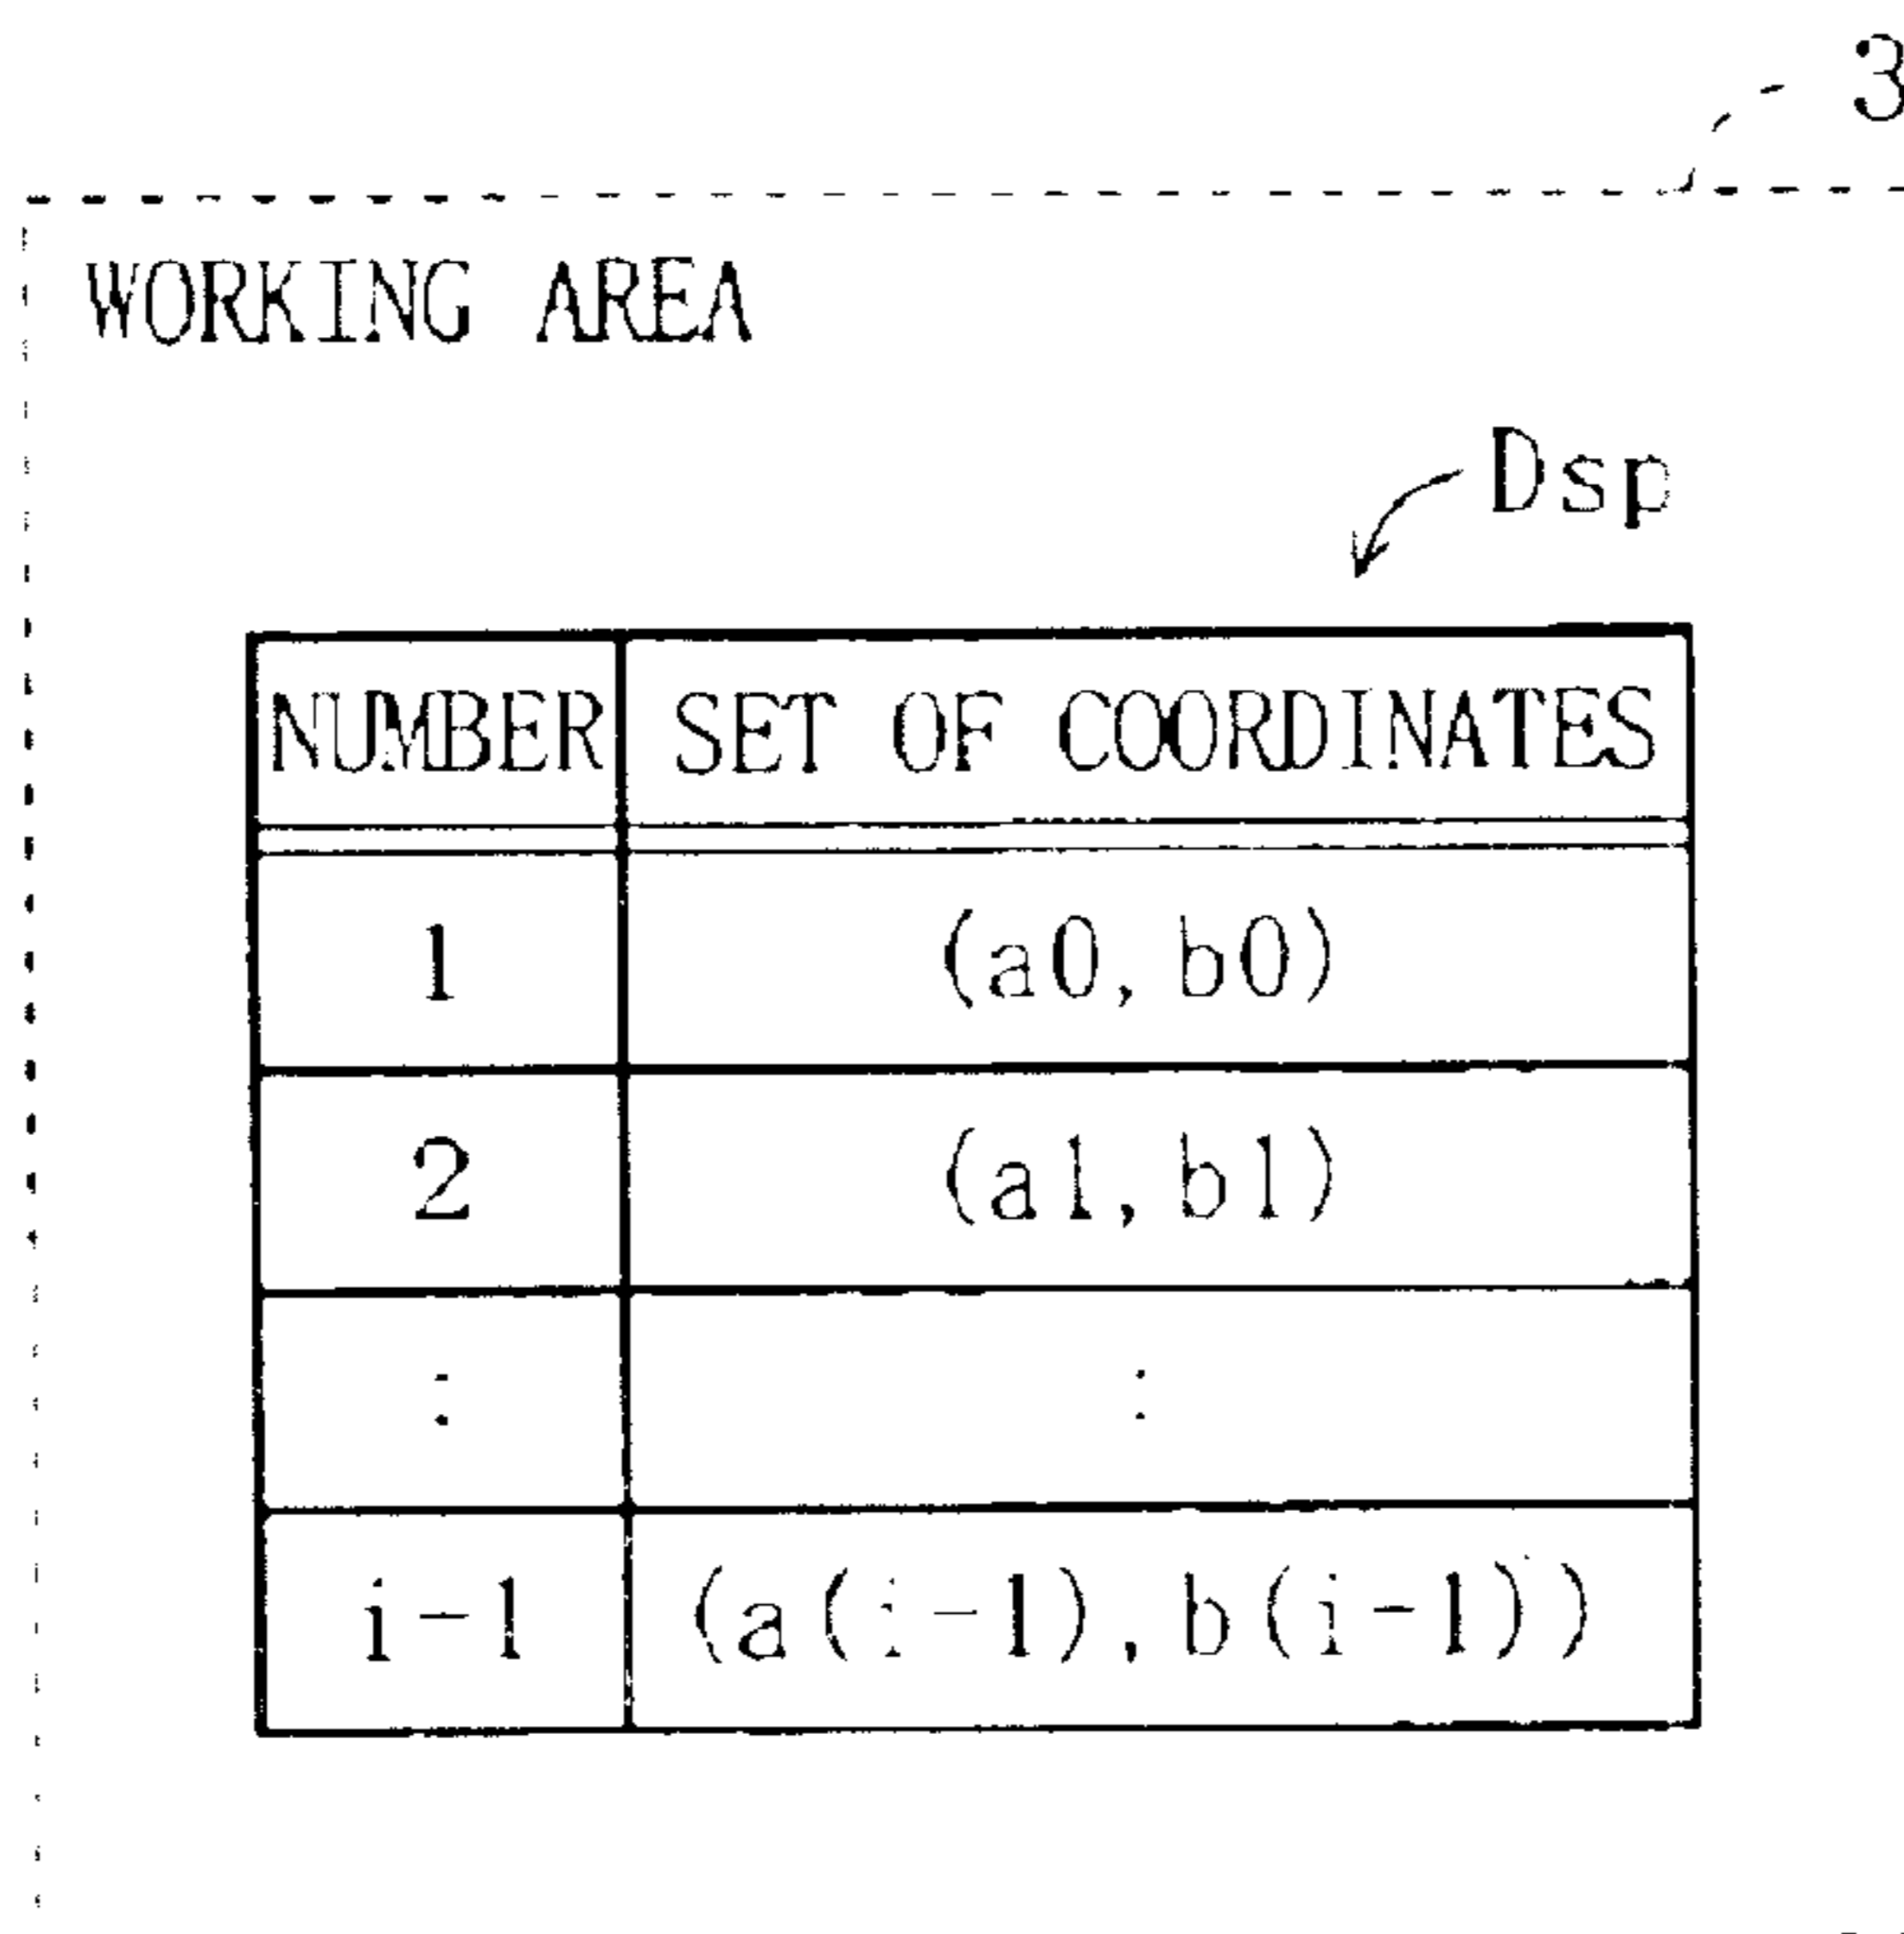 3
WORKING AREA
Dsp
NUMBER SET OF COORDINATES
1 (a0, b0)
2 (a1, b1)
: :
i-1 (a(i-1), b(i-1))